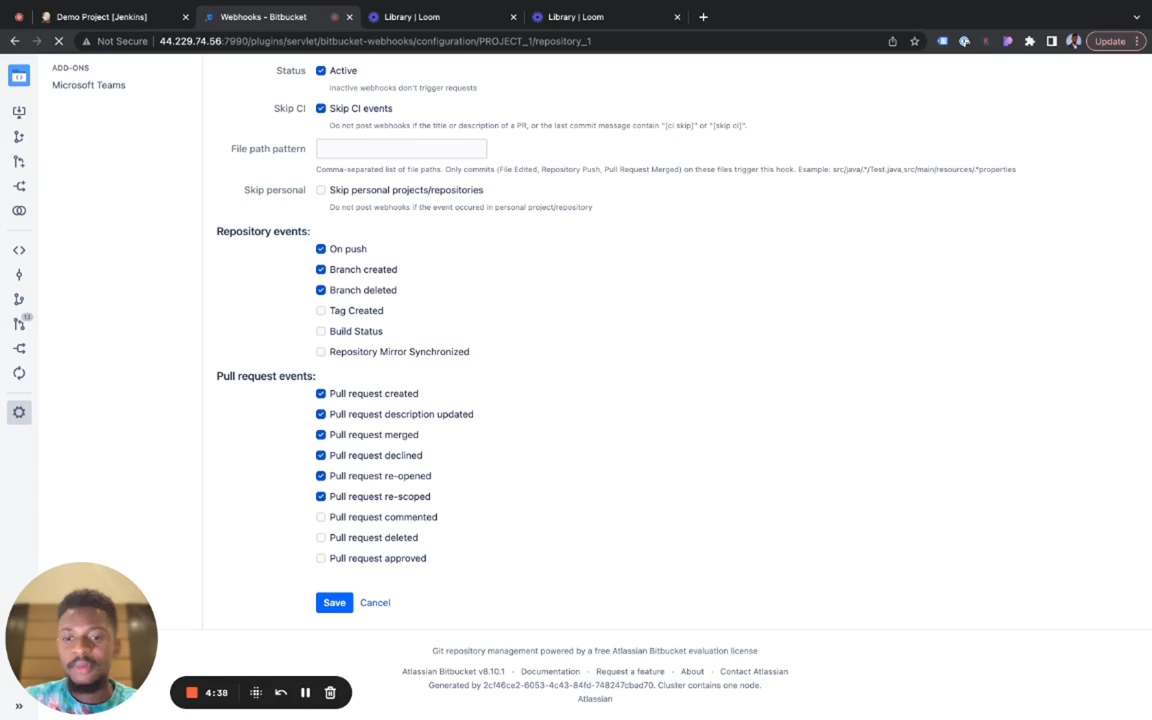 Demo Project [Jenkins]
Webhooks - Bitbucket
Library | Loom
Library | Loom
Not Secure
44.229.74.56:7990/plugins/servlet/bitbucket-webhooks/configuration/PROJECT_1/repository_1
Update
ADD-ONS
Microsoft Teams
Status Active
Inactive webhooks don't trigger requests
Skip CI Skip CI events
Do not post webhooks if the title or description of a PR, or the last commit message contain "[ci skip]" or "[skip ci]".
File path pattern
Comma-separated list of file paths. Only commits (File Edited, Repository Push, Pull Request Merged) on these files trigger this hook. Example: src/java/.*/Test.java,src/main/resources/.*properties
Skip personal Skip personal projects/repositories
Do not post webhooks if the event occured in personal project/repository
Repository events:
On push
Branch created
Branch deleted
Tag Created
Build Status
Repository Mirror Synchronized
13
Pull request events:
Pull request created
Pull request description updated
Pull request merged
Pull request declined
Pull request re-opened
Pull request re-scoped
Pull request commented
Pull request deleted
Pull request approved
Save Cancel
Git repository management powered by a free Atlassian Bitbucket evaluation license
Atlassian Bitbucket v8.10.1 · Documentation · Request a feature · About · Contact Atlassian
Generated by 2cf46ce2-6053-4c43-84fd-748247cbad70. Cluster contains one node.
Atlassian
4:38